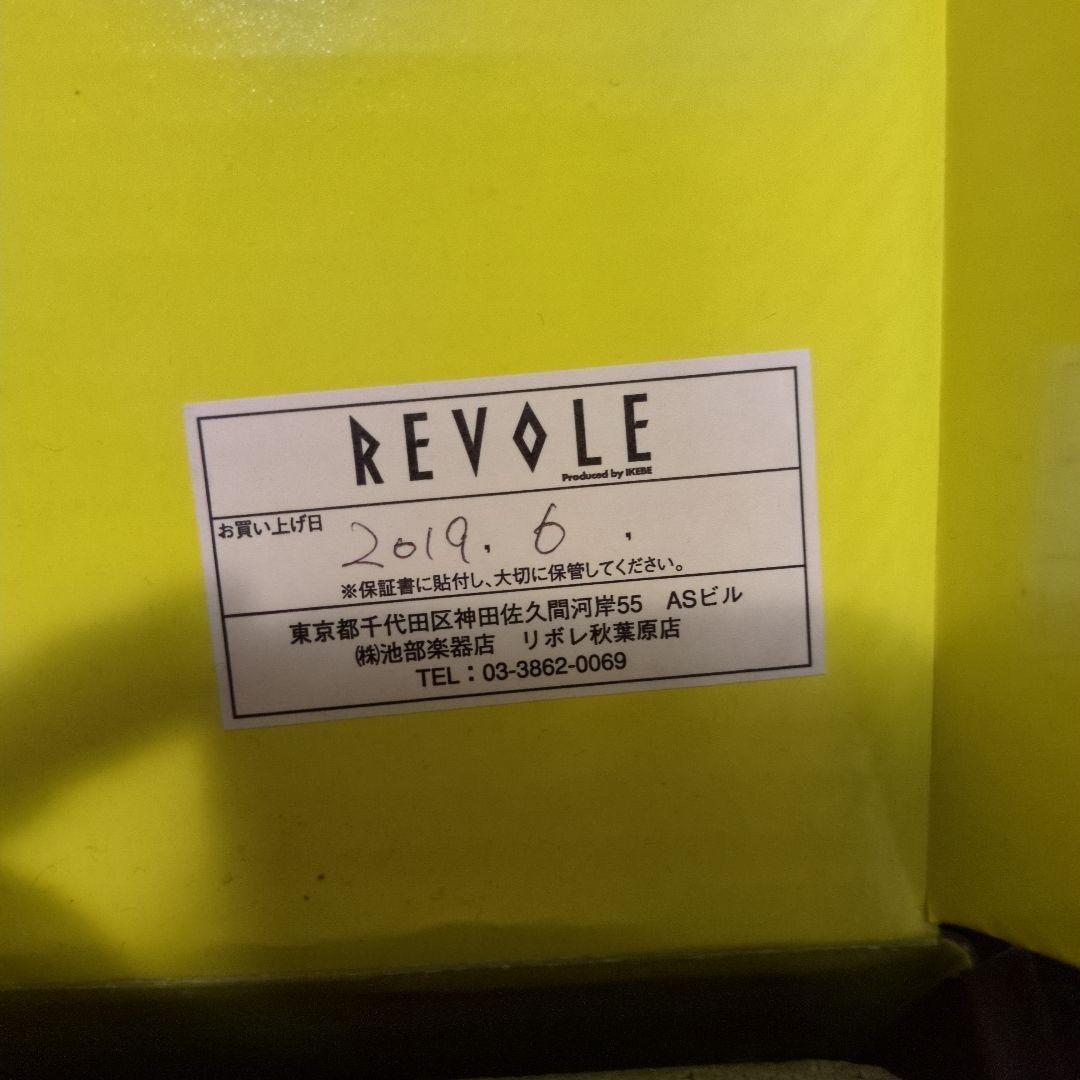 REVOLE
Produced by IKEBE
お買い上げ日 2019. 6 .
※保証書に貼付し、大切に保管してください。
東京都千代田区神田佐久間河岸55 ASビル
㈱池部楽器店 リボレ秋葉原店
TEL：03-3862-0069